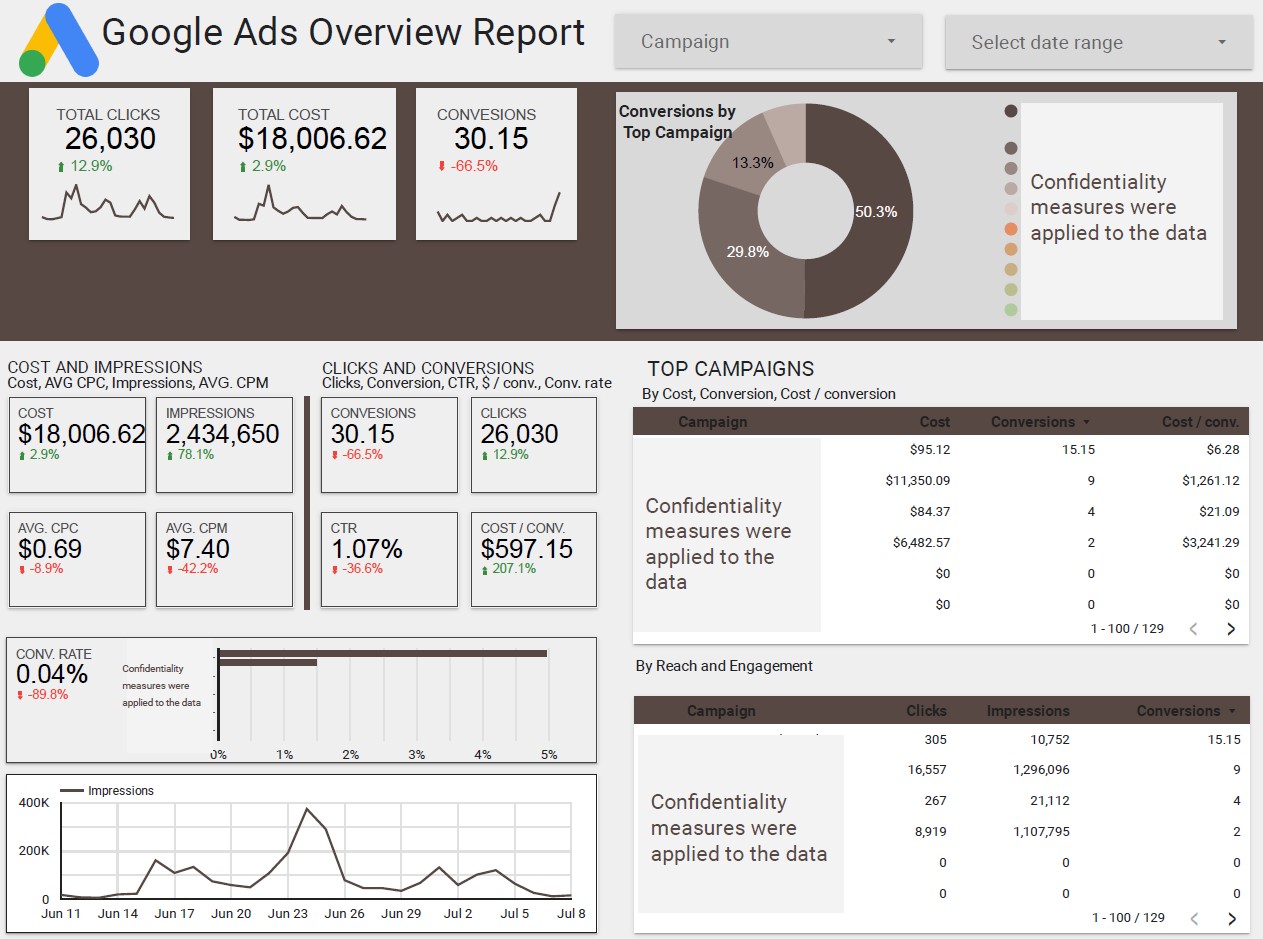 Google Ads Overview Report
Campaign
Select date range
TOTAL CLICKS
26,030
12.9%
TOTAL COST
$18,006.62
2.9%
CONVESIONS
30.15
-66.5%
Conversions by
Top Campaign
13.3%
50.3%
29.8%
Confidentiality
measures were
applied to the data
COST AND IMPRESSIONS
Cost, AVG CPC, Impressions, AVG. CPM
COST
$18,006.62
2.9%
IMPRESSIONS
2,434,650
78.1%
AVG. CPC
$0.69
-8.9%
AVG. CPM
$7.40
-42.2%
CLICKS AND CONVERSIONS
Clicks, Conversion, CTR, $ / conv., Conv. rate
CONVESIONS
30.15
-66.5%
CLICKS
26,030
12.9%
CTR
1.07%
-36.6%
COST / CONV.
$597.15
207.1%
CONV. RATE
0.04%
-89.8%
Confidentiality
measures were
applied to the data
0% 1% 2% 3% 4% 5%
Impressions
400K
200K
0
Jun 11 Jun 14 Jun 17 Jun 20 Jun 23 Jun 26 Jun 29 Jul 2 Jul 5 Jul 8
TOP CAMPAIGNS
By Cost, Conversion, Cost / conversion
Campaign Cost Conversions Cost / conv.
Confidentiality
measures were
applied to the
data
$95.12 15.15 $6.28
$11,350.09 9 $1,261.12
$84.37 4 $21.09
$6,482.57 2 $3,241.29
$0 0 $0
$0 0 $0
1 - 100 / 129
By Reach and Engagement
Campaign Clicks Impressions Conversions
Confidentiality
measures were
applied to the data
305 10,752 15.15
16,557 1,296,096 9
267 21,112 4
8,919 1,107,795 2
0 0 0
0 0 0
1 - 100 / 129